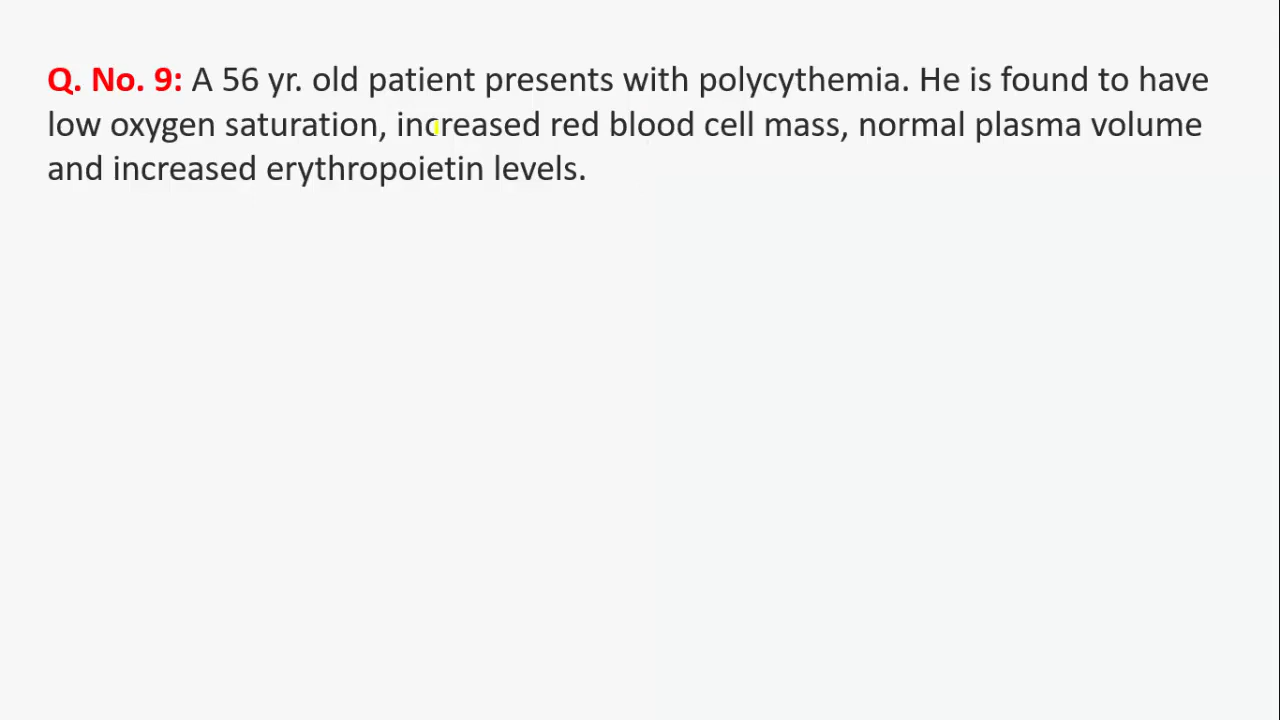 Q. No. 9: A 56 yr. old patient presents with polycythemia. He is found to have
low oxygen saturation, increased red blood cell mass, normal plasma volume
and increased erythropoietin levels.